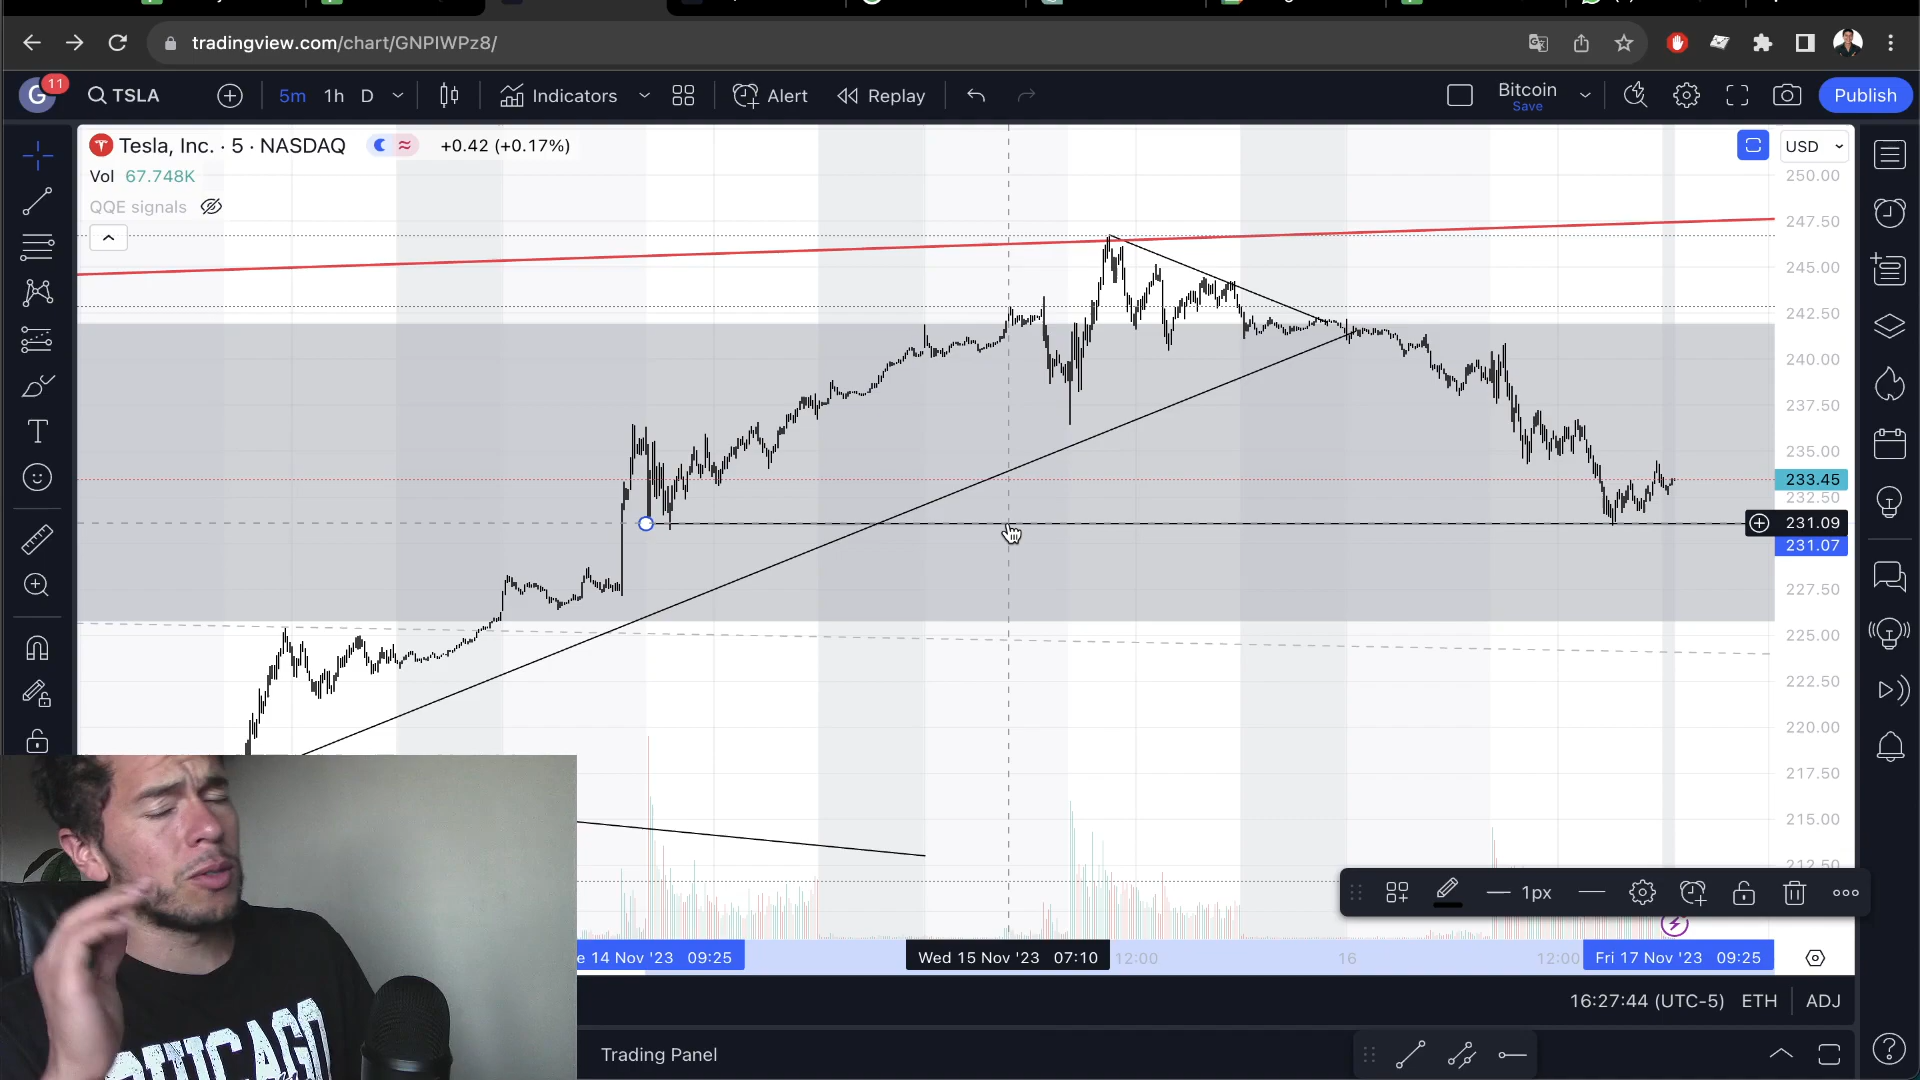 tradingview.com/chart/GNPIWPz8/
G 11 TSLA 5m 1h D Indicators Alert Replay Bitcoin Save Publish
Tesla, Inc. · 5 · NASDAQ +0.42 (+0.17%) USD
Vol 67.748K
QQE signals
250.00
247.50
245.00
242.50
240.00
237.50
235.00
233.45
232.50
231.09
231.07
227.50
225.00
222.50
220.00
217.50
215.00
212.50
1px
e 14 Nov '23 09:25 Wed 15 Nov '23 07:10 12:00 16 12:00 Fri 17 Nov '23 09:25
16:27:44 (UTC-5) ETH ADJ
Trading Panel
CHICAGO